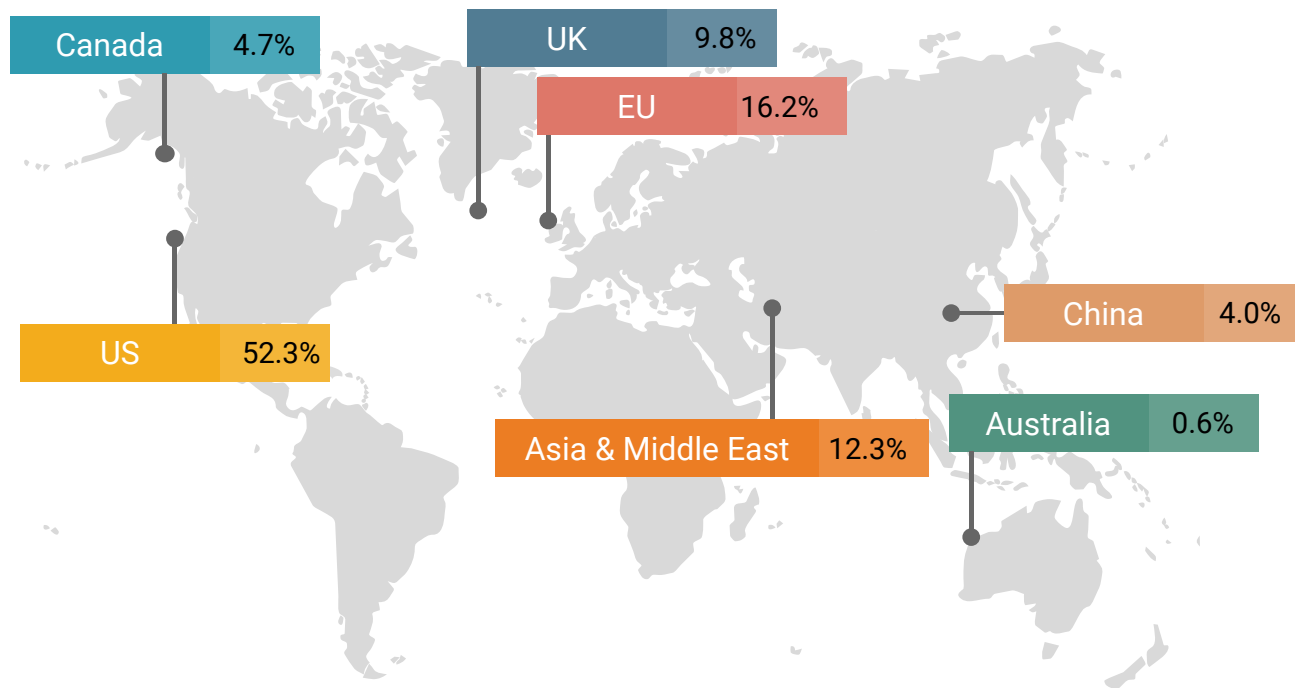 Canada 4.7%
UK 9.8%
EU 16.2%
US 52.3%
China 4.0%
Asia & Middle East 12.3%
Australia 0.6%